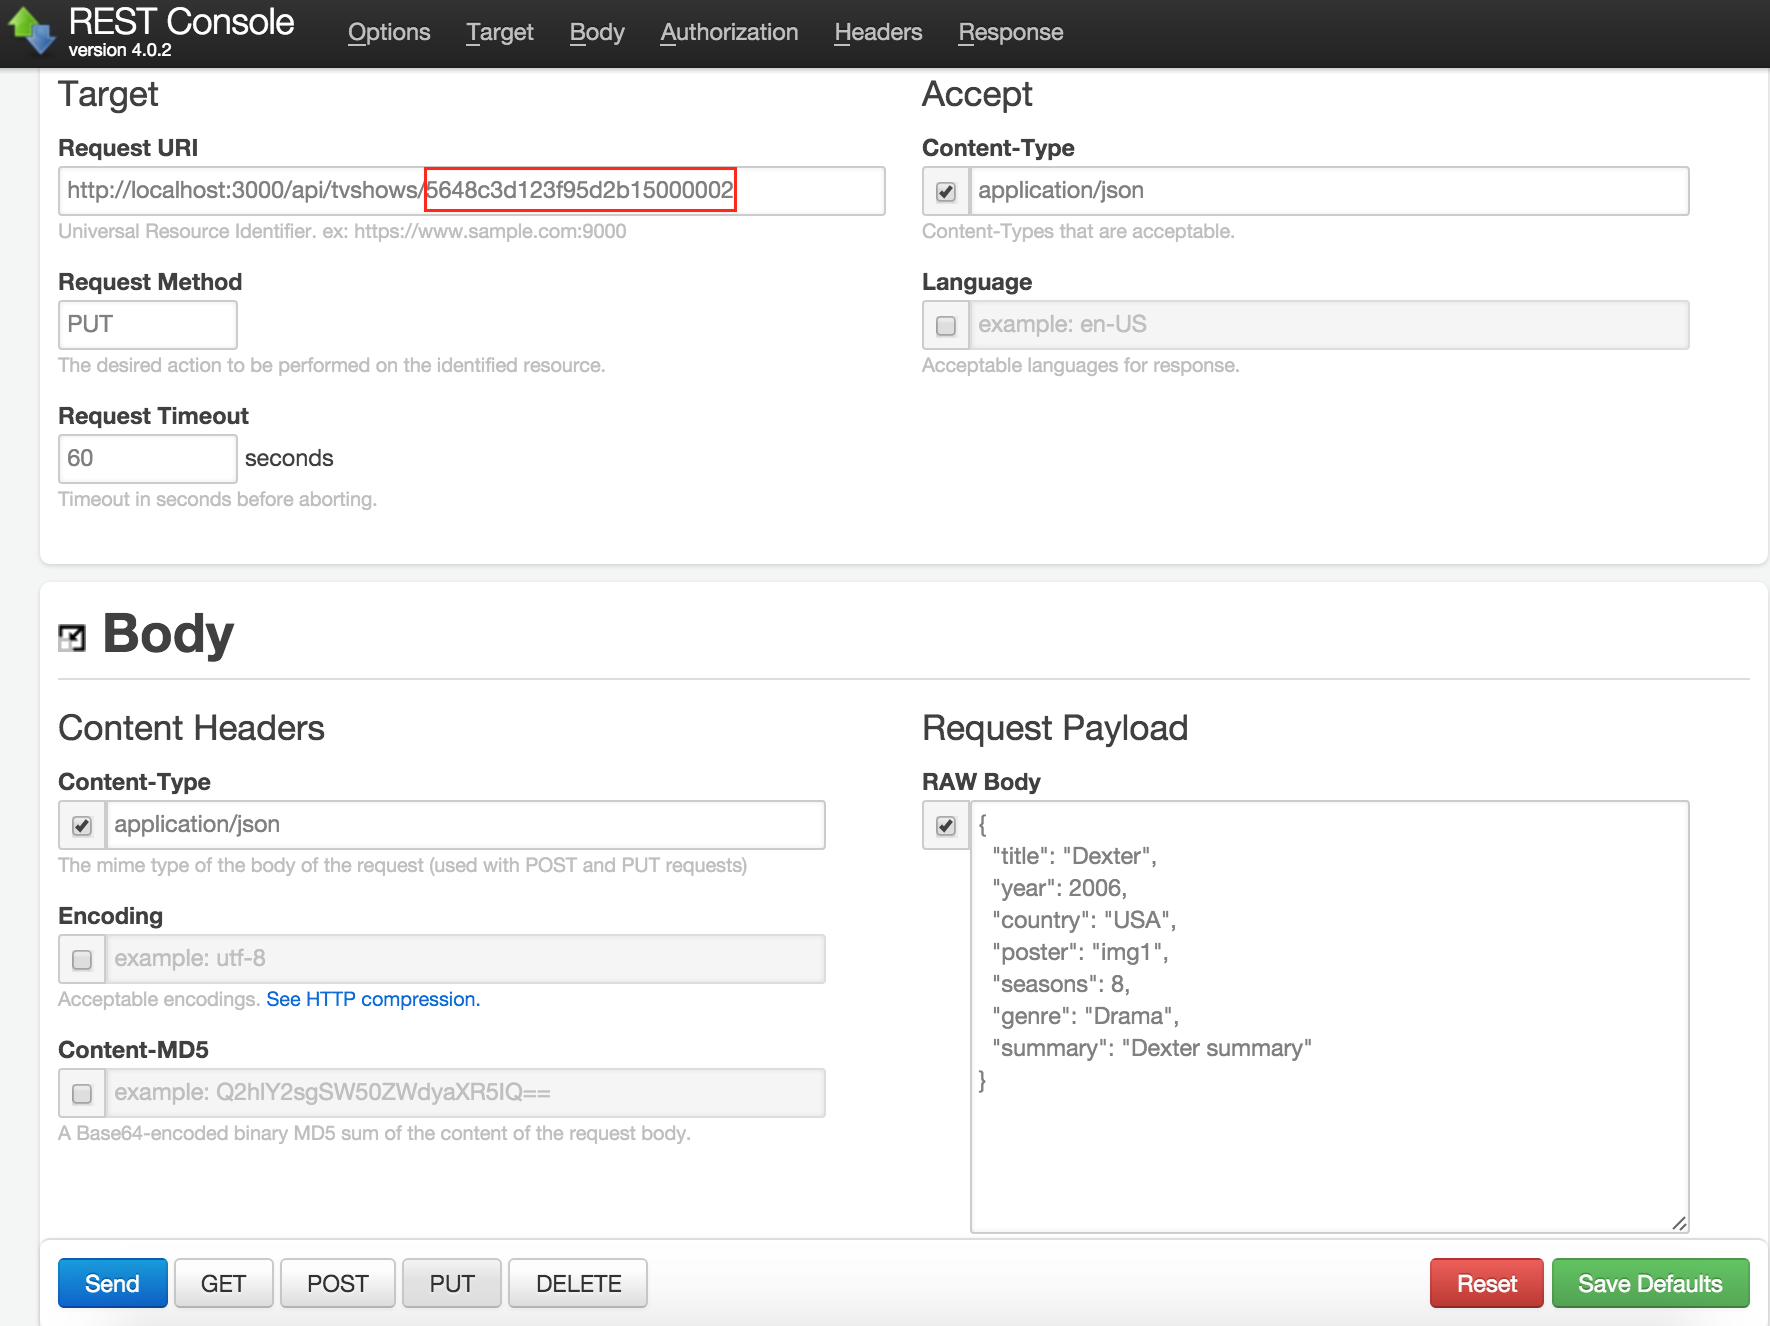 REST Console
version 4.0.2
Options Target Body Authorization Headers Response
Target
Request URI
http://localhost:3000/api/tvshows/5648c3d123f95d2b15000002
Universal Resource Identifier. ex: https://www.sample.com:9000
Request Method
PUT
The desired action to be performed on the identified resource.
Request Timeout
60 seconds
Timeout in seconds before aborting.
Accept
Content-Type
application/json
Content-Types that are acceptable.
Language
example: en-US
Acceptable languages for response.
Body
Content Headers
Content-Type
application/json
The mime type of the body of the request (used with POST and PUT requests)
Encoding
example: utf-8
Acceptable encodings. See HTTP compression.
Content-MD5
example: Q2hlY2sgSW50ZWdyaXR5IQ==
A Base64-encoded binary MD5 sum of the content of the request body.
Request Payload
RAW Body
{
"title": "Dexter",
"year": 2006,
"country": "USA",
"poster": "img1",
"seasons": 8,
"genre": "Drama",
"summary": "Dexter summary"
}
Send GET POST PUT DELETE Reset Save Defaults